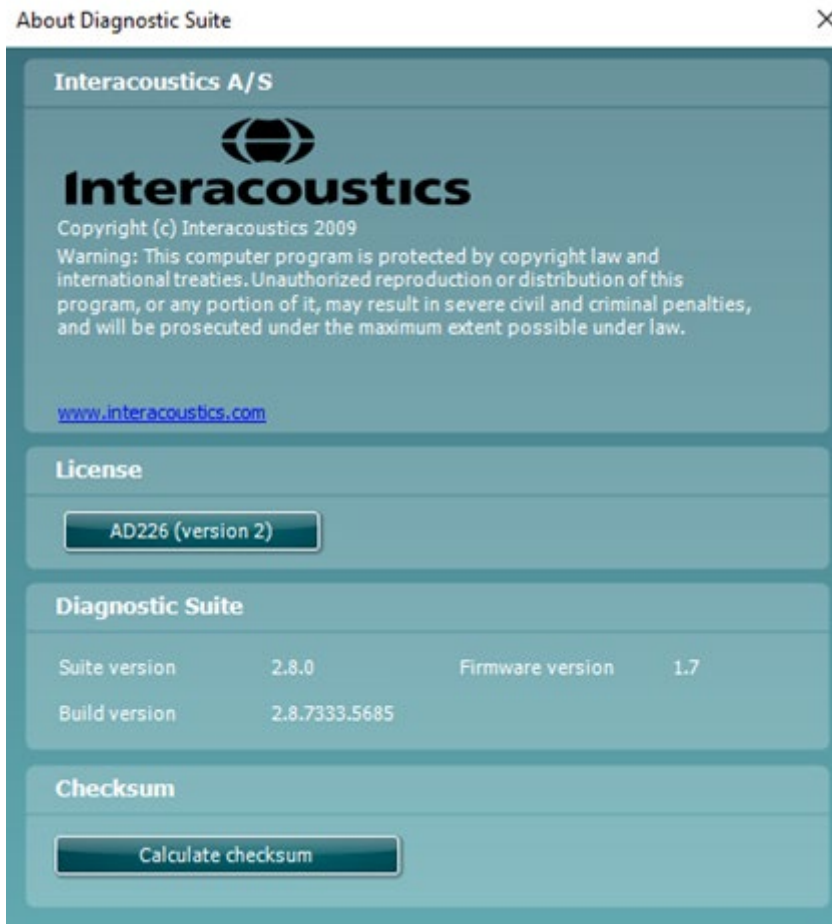 About Diagnostic Suite
Interacoustics A/S
Interacoustics
Copyright (c) Interacoustics 2009
Warning: This computer program is protected by copyright law and
international treaties. Unauthorized reproduction or distribution of this
program, or any portion of it, may result in severe civil and criminal penalties,
and will be prosecuted under the maximum extent possible under law.
www.interacoustics.com
License
AD226 (version 2)
Diagnostic Suite
Suite version 2.8.0 Firmware version 1.7
Build version 2.8.7333.5685
Checksum
Calculate checksum